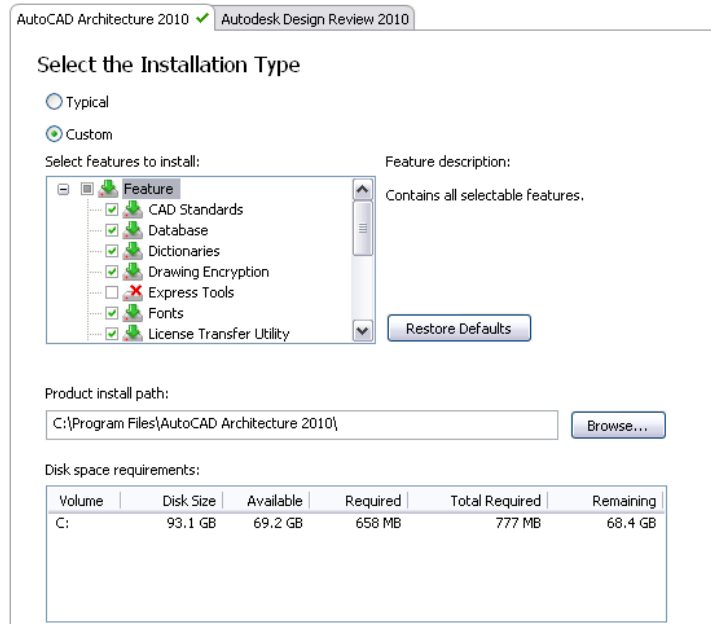 AutoCAD Architecture 2010 Autodesk Design Review 2010
Select the Installation Type
Typical
Custom
Select features to install: Feature description:
Feature Contains all selectable features.
CAD Standards
Database
Dictionaries
Drawing Encryption
Express Tools
Fonts
License Transfer Utility Restore Defaults
Product install path:
C:\Program Files\AutoCAD Architecture 2010\ Browse...
Disk space requirements:
Volume Disk Size Available Required Total Required Remaining
C: 93.1 GB 69.2 GB 658 MB 777 MB 68.4 GB